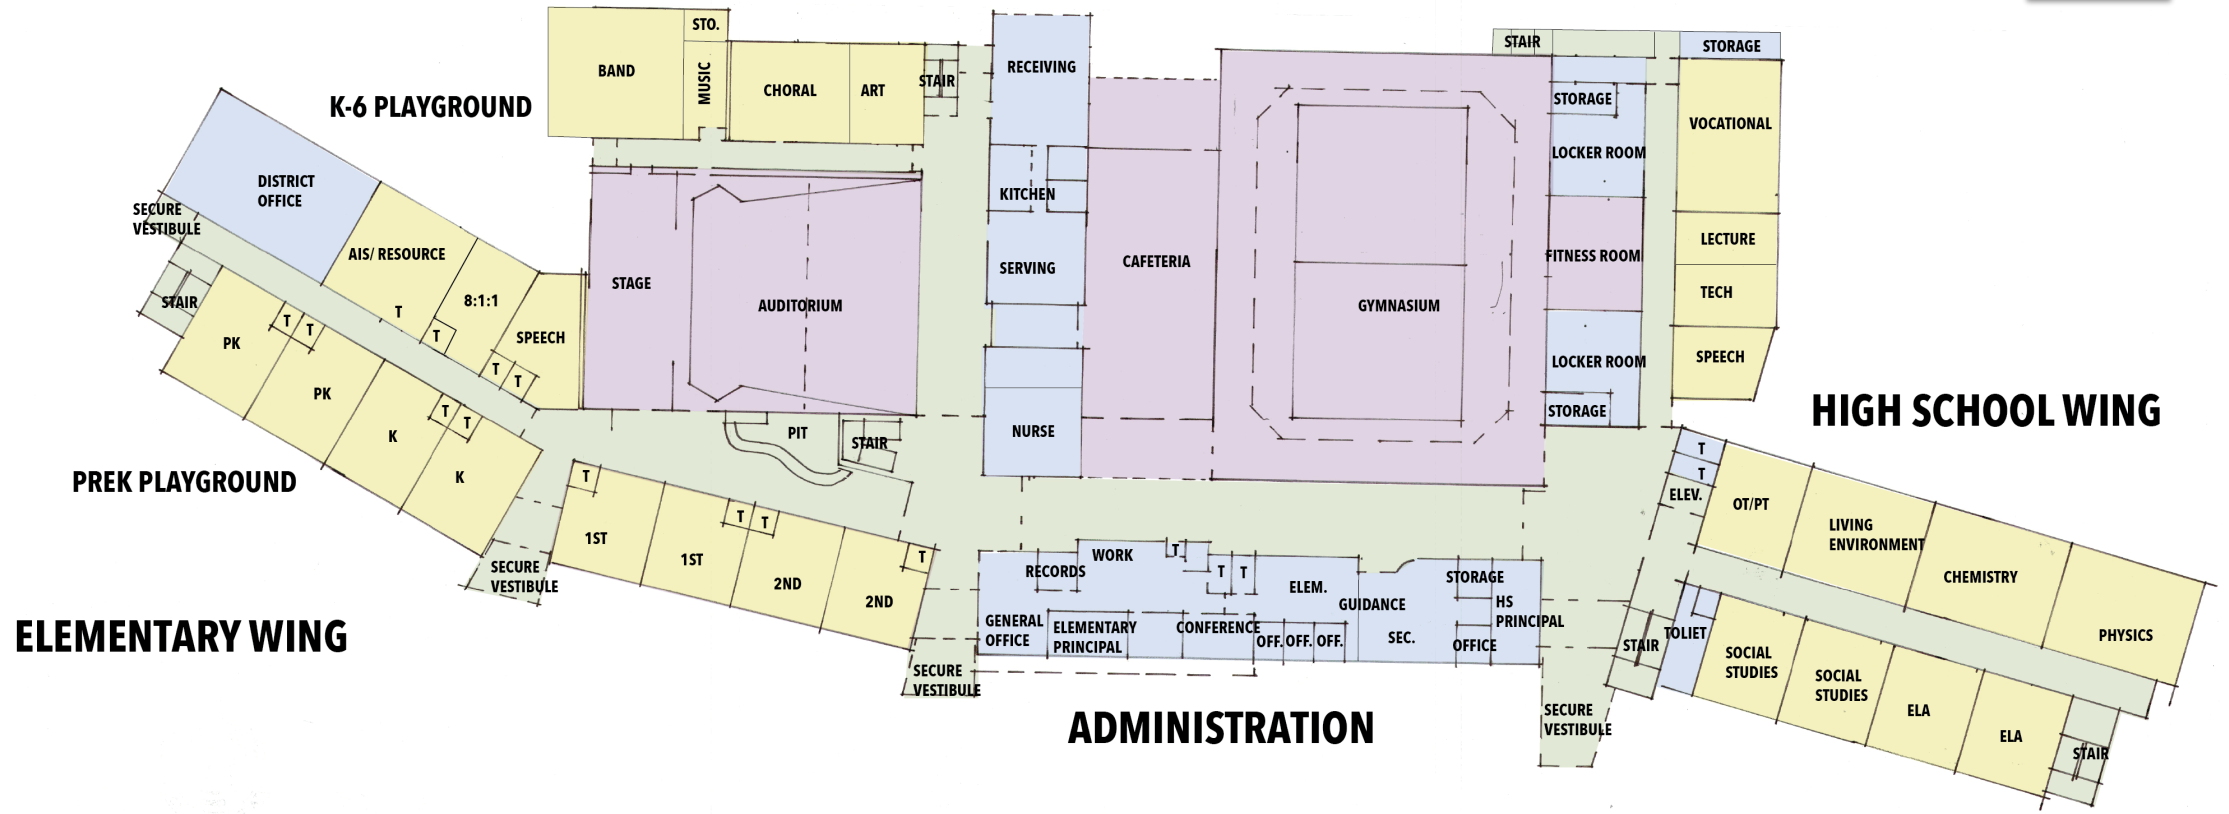 STO.
BAND
MUSIC
CHORAL
ART
STAIR
RECEIVING
K-6 PLAYGROUND
STAIR
STORAGE
STORAGE
VOCATIONAL
LOCKER ROOM
DISTRICT
OFFICE
SECURE
VESTIBULE
KITCHEN
AIS/ RESOURCE
8:1:1
SPEECH
STAGE
AUDITORIUM
SERVING
CAFETERIA
GYMNASIUM
FITNESS ROOM
LECTURE
TECH
SPEECH
STAIR
T
T
T
T
T
T
PK
PK
K
K
T
T
T
LOCKER ROOM
STORAGE
HIGH SCHOOL WING
PIT
STAIR
NURSE
PREK PLAYGROUND
T
T
ELEV.
OT/PT
LIVING
ENVIRONMENT
CHEMISTRY
PHYSICS
T
T
T
1ST
1ST
2ND
2ND
SECURE
VESTIBULE
WORK
RECORDS
T
T
T
ELEM.
GUIDANCE
STORAGE
HS
PRINCIPAL
GENERAL
OFFICE
ELEMENTARY
PRINCIPAL
CONFERENCE
OFF.
OFF.
OFF.
SEC.
OFFICE
STAIR
TOLIET
SOCIAL
STUDIES
SOCIAL
STUDIES
ELA
ELA
STAIR
ELEMENTARY WING
SECURE
VESTIBULE
ADMINISTRATION
SECURE
VESTIBULE